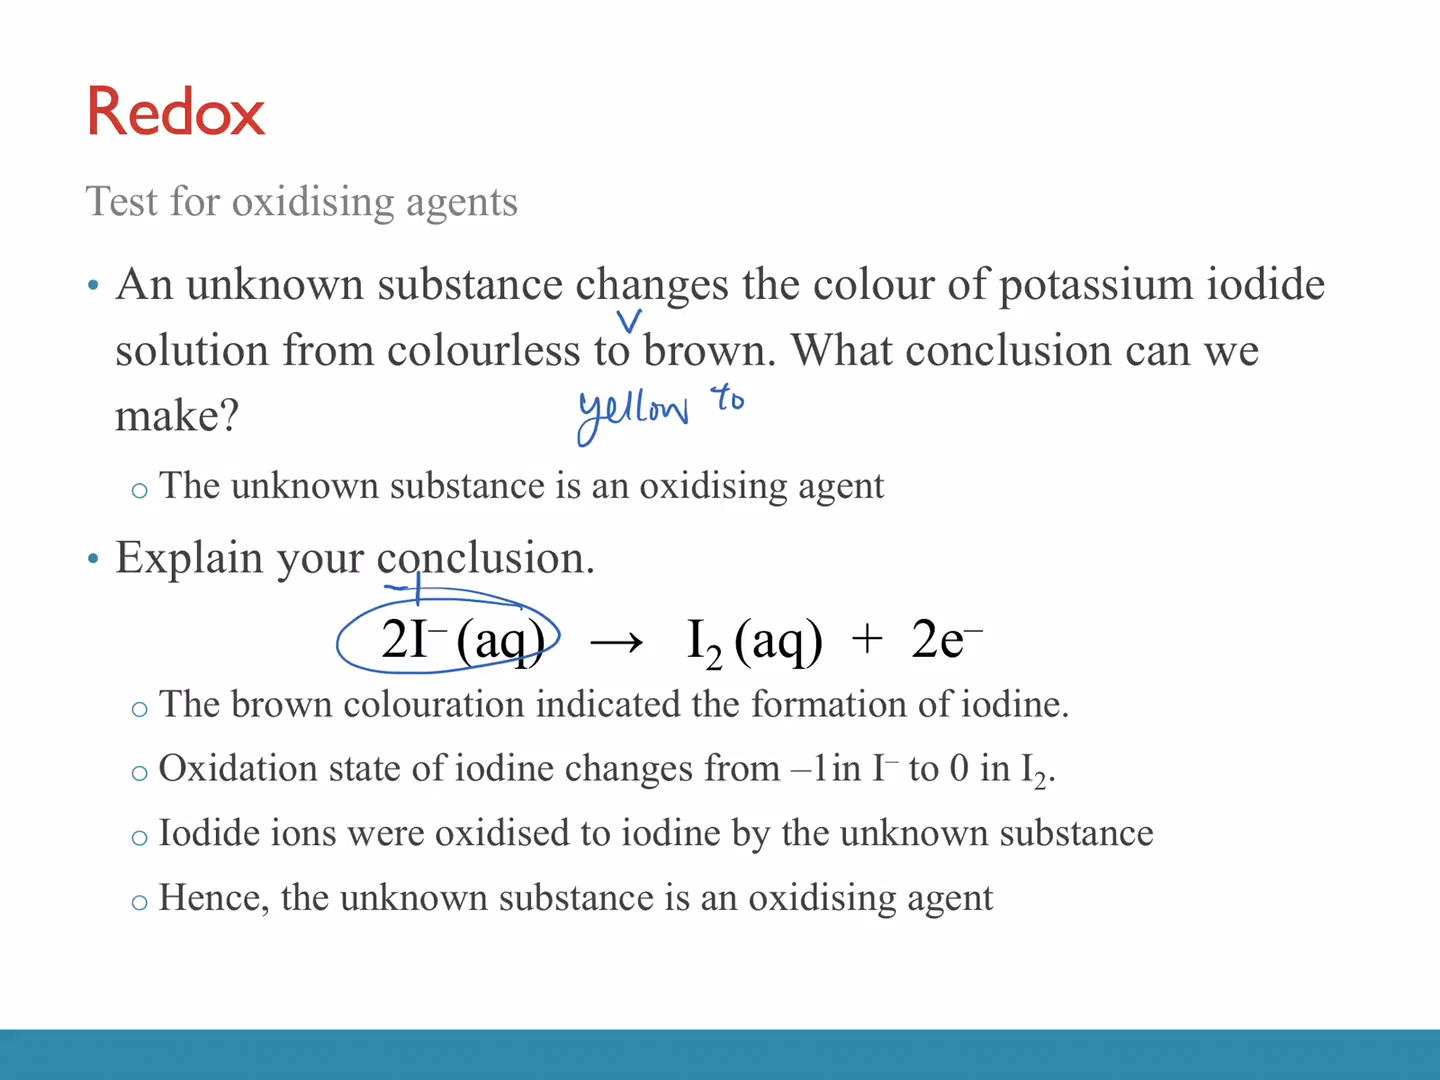 Redox
Test for oxidising agents
• An unknown substance changes the colour of potassium iodide
solution from colourless to brown. What conclusion can we
make?
yellow to
○ The unknown substance is an oxidising agent
• Explain your conclusion.
-1
2I⁻ (aq) → I₂ (aq) + 2e⁻
○ The brown colouration indicated the formation of iodine.
○ Oxidation state of iodine changes from –1in I⁻ to 0 in I₂.
○ Iodide ions were oxidised to iodine by the unknown substance
○ Hence, the unknown substance is an oxidising agent